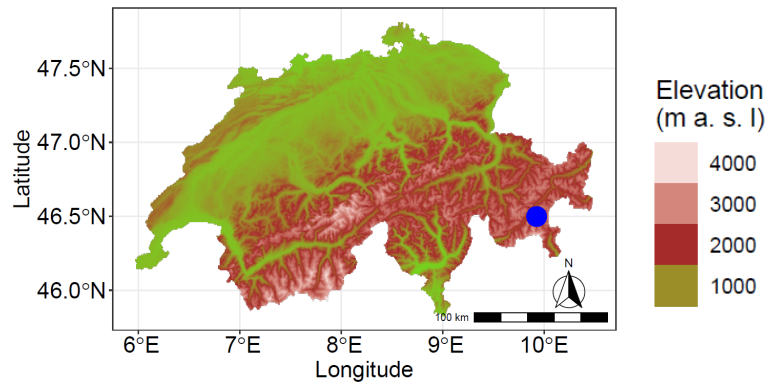 47.5°N
47.0°N
46.5°N
46.0°N
Latitude
6°E
7°E
8°E
9°E
10°E
Longitude
100 km
N
Elevation
(m a. s. l)
4000
3000
2000
1000